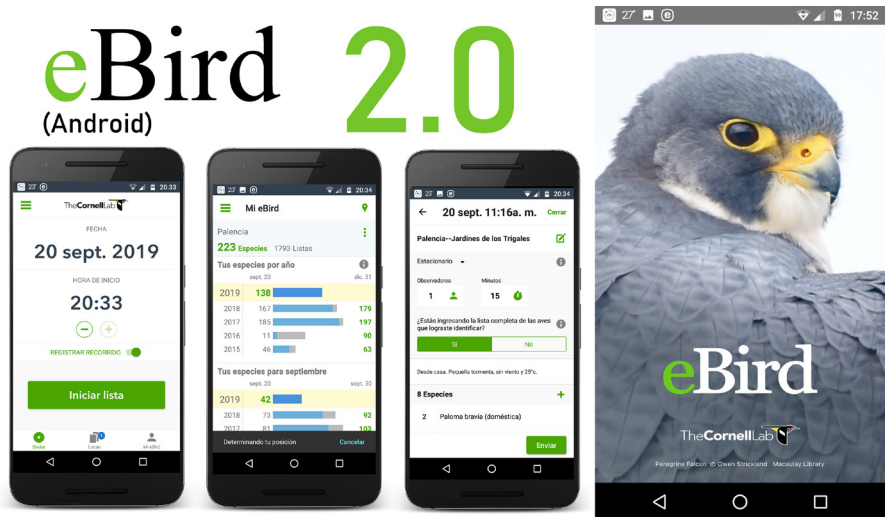 eBird 2.0
(Android)
23° 20:33
TheCornellLab
FECHA
20 sept. 2019
HORA DE INICIO
20:33
REGISTRAR RECORRIDO
Iniciar lista
Enviar Listas Mi eBird
23° 20:34
Mi eBird
Palencia
223 Especies 1793 Listas
Tus especies por año
sept. 20 dic. 31
2019 138
2018 167 179
2017 185 197
2016 11 90
2015 46 63
Tus especies para septiembre
sept. 20 sept. 30
2019 42
2018 73 92
2017 81 103
Determinando tu posición Cancelar
23° 20:34
20 sept. 11:16a. m. Cerrar
Palencia--Jardines de los Trigales
Estacionario
Observadores Minutos
1 15
¿Estás ingresando la lista completa de las aves
que lograste identificar?
Sí No
Desde casa. Pequeña tormenta, sin viento y 25°c.
8 Especies
2 Paloma bravía (doméstica)
Enviar
27° 17:52
eBird
TheCornellLab
Peregrine Falcon © Owen Strickland Macaulay Library